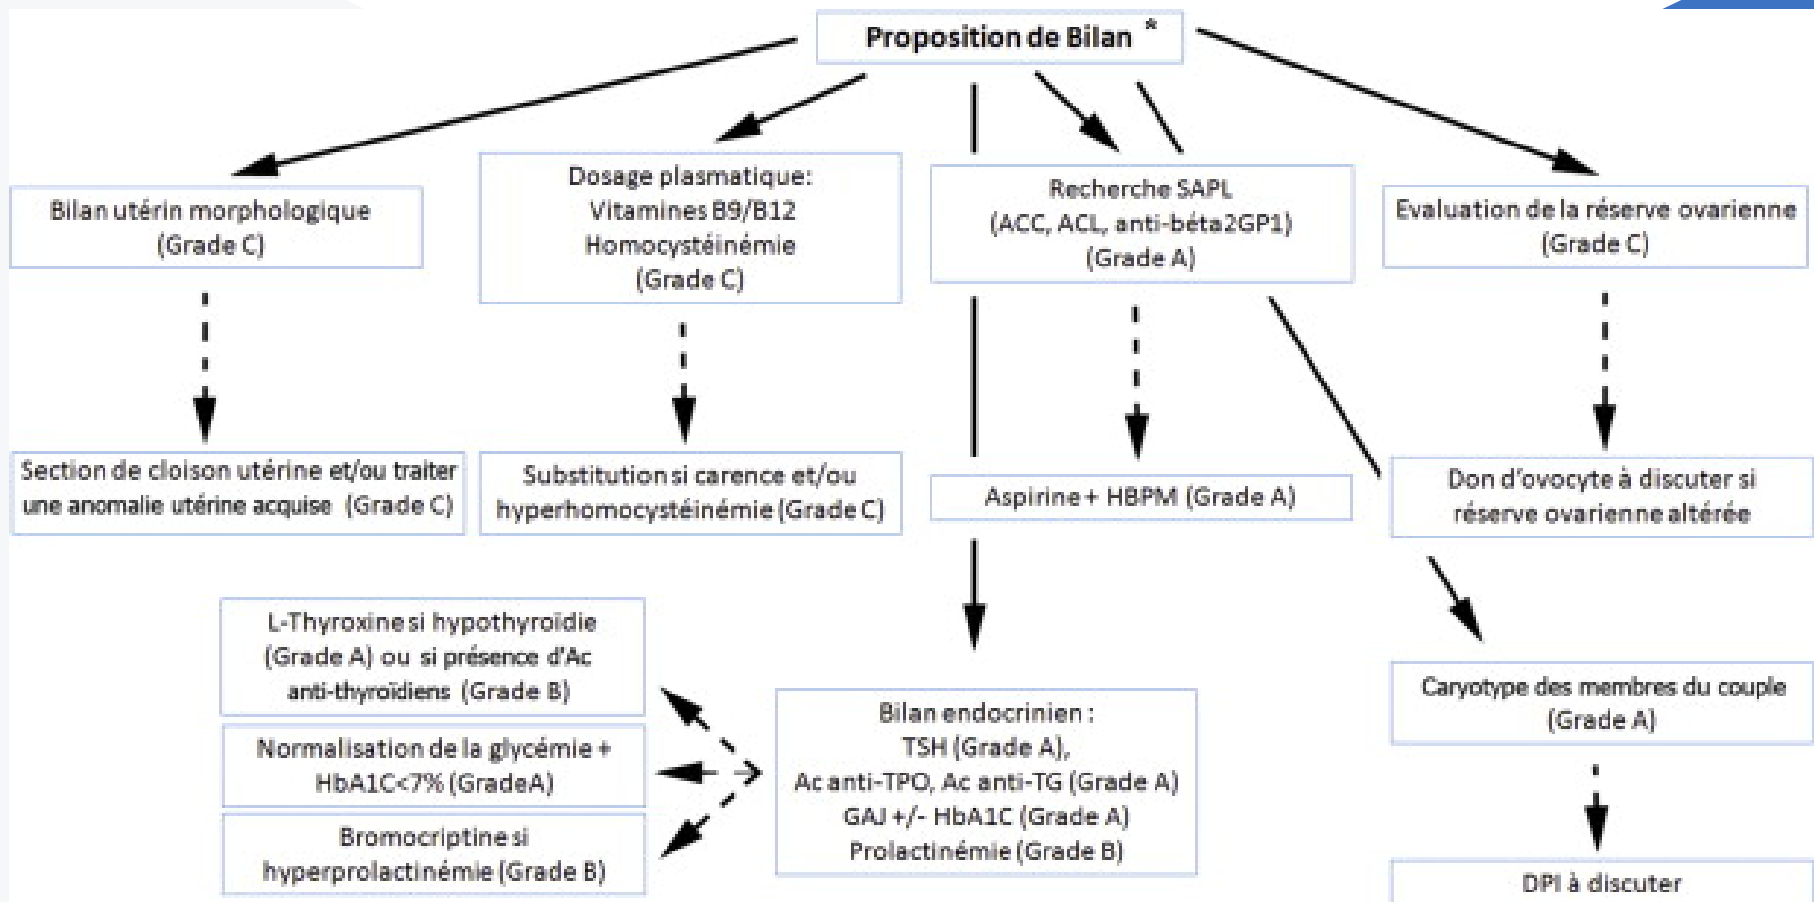 Proposition de Bilan *
Bilan utérin morphologique
(Grade C)
Dosage plasmatique:
Vitamines B9/B12
Homocystéinémie
(Grade C)
Recherche SAPL
(ACC, ACL, anti-béta2GP1)
(Grade A)
Evaluation de la réserve ovarienne
(Grade C)
Section de cloison utérine et/ou traiter
une anomalie utérine acquise (Grade C)
Substitution si carence et/ou
hyperhomocystéinémie (Grade C)
Aspirine + HBPM (Grade A)
Don d'ovocyte à discuter si
réserve ovarienne altérée
L-Thyroxine si hypothyroïdie
(Grade A) ou si présence d'Ac
anti-thyroïdiens (Grade B)
Normalisation de la glycémie +
HbA1C<7% (GradeA)
Bromocriptine si
hyperprolactinémie (Grade B)
Bilan endocrinien :
TSH (Grade A),
Ac anti-TPO, Ac anti-TG (Grade A)
GAJ +/- HbA1C (Grade A)
Prolactinémie (Grade B)
Caryotype des membres du couple
(Grade A)
DPI à discuter